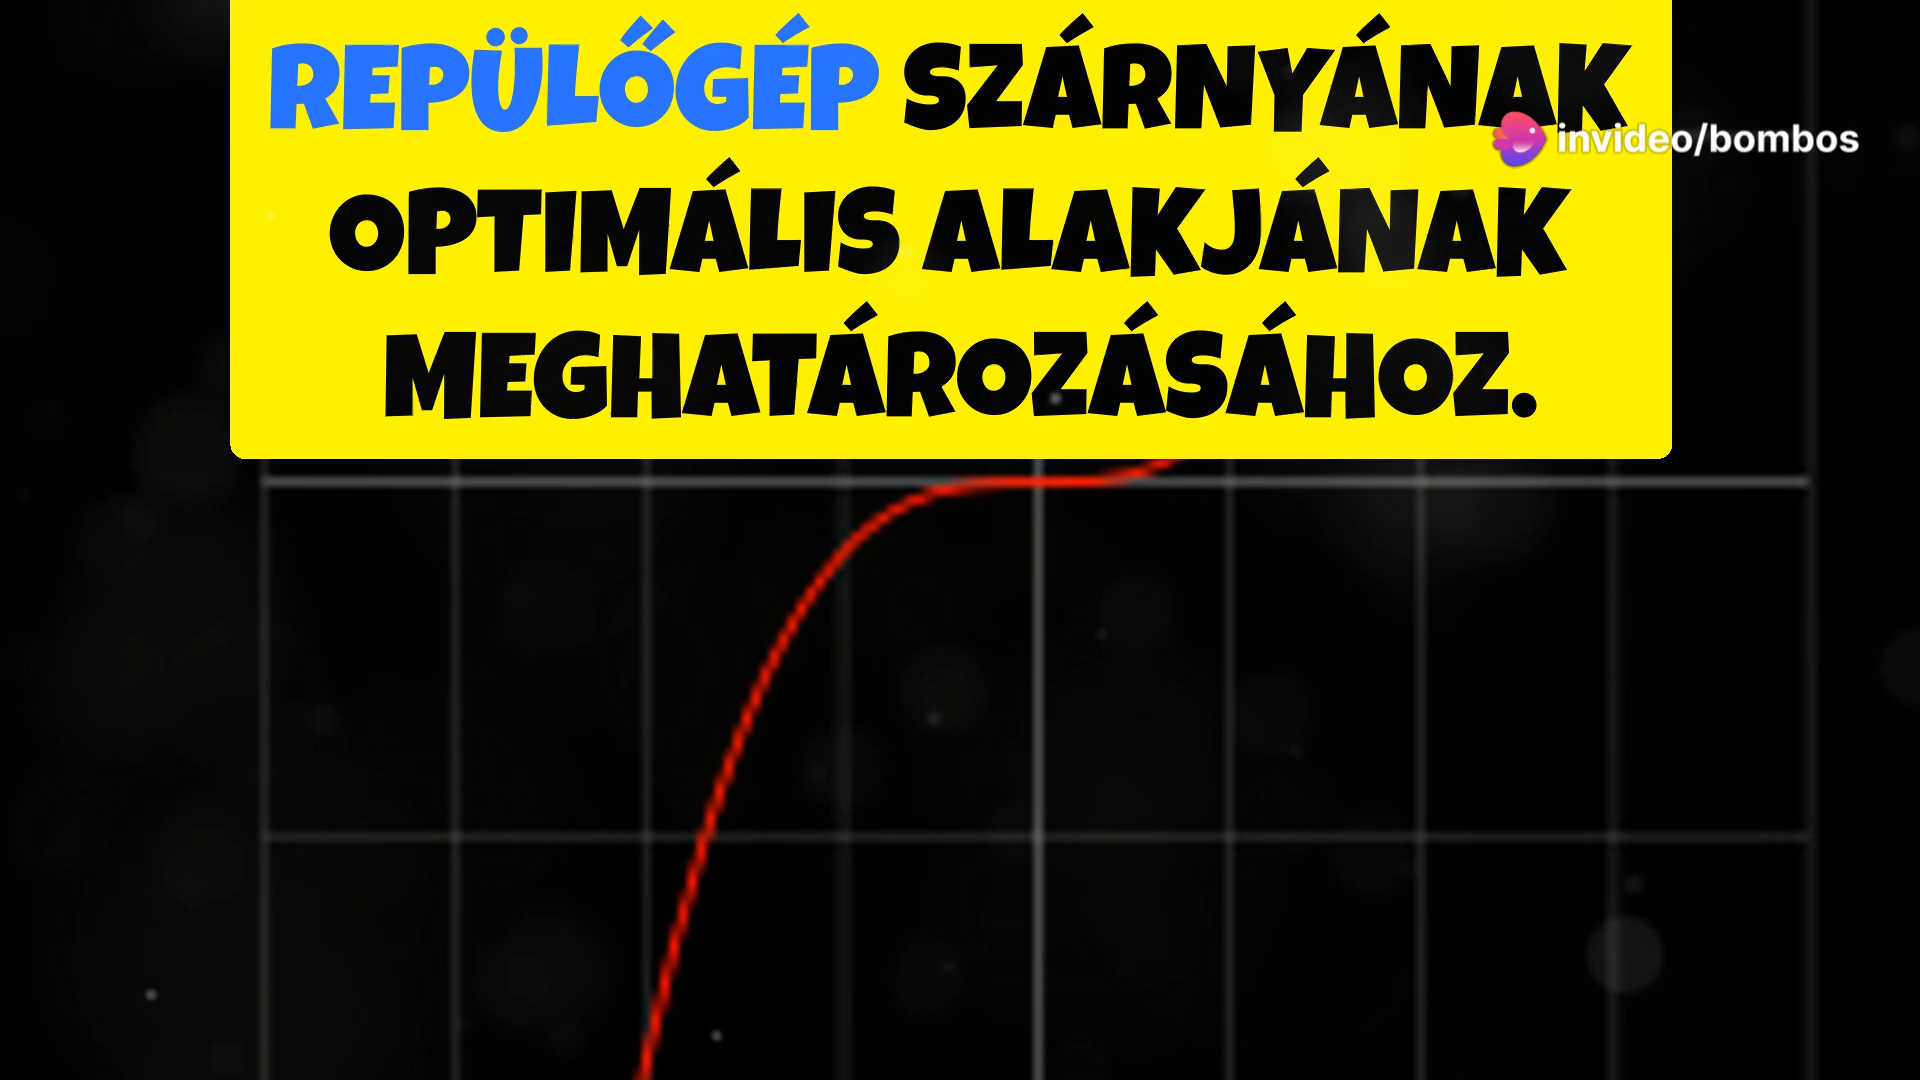 REPÜLŐGÉP SZÁRNYÁNAK
invideo/bombos
OPTIMÁLIS ALAKJÁNAK
MEGHATÁROZÁSÁHOZ.